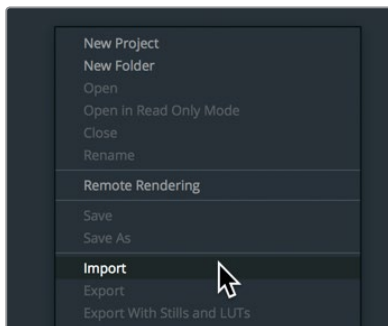 New Project
New Folder
Open
Open in Read Only Mode
Close
Rename
Remote Rendering
Save
Save As
Import
Export
Export With Stills and LUTs